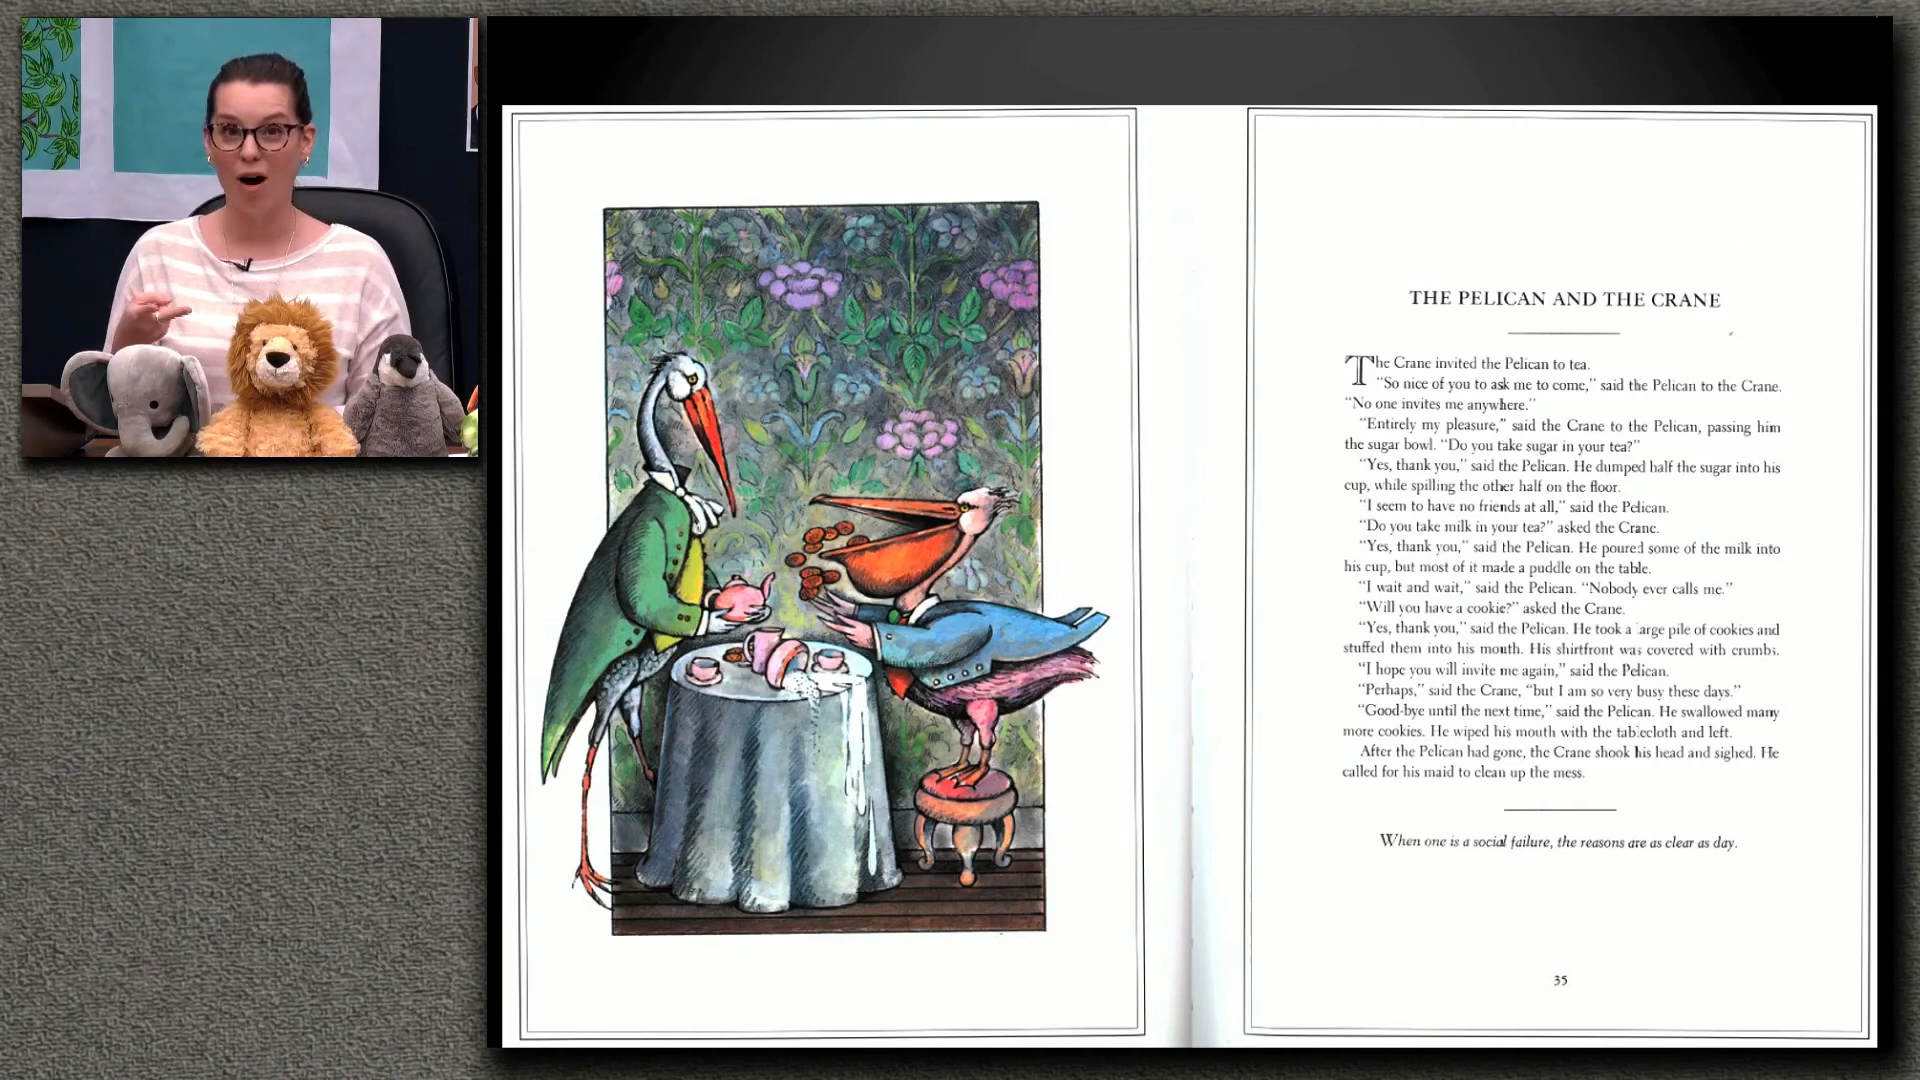 THE PELICAN AND THE CRANE
The Crane invited the Pelican to tea.
"So nice of you to ask me to come," said the Pelican to the Crane.
"No one invites me anywhere."
"Entirely my pleasure," said the Crane to the Pelican, passing him
the sugar bowl. "Do you take sugar in your tea?"
"Yes, thank you," said the Pelican. He dumped half the sugar into his
cup, while spilling the other half on the floor.
"I seem to have no friends at all," said the Pelican.
"Do you take milk in your tea?" asked the Crane.
"Yes, thank you," said the Pelican. He poured some of the milk into
his cup, but most of it made a puddle on the table.
"I wait and wait," said the Pelican. "Nobody ever calls me."
"Will you have a cookie?" asked the Crane.
"Yes, thank you," said the Pelican. He took a large pile of cookies and
stuffed them into his mouth. His shirtfront was covered with crumbs.
"I hope you will invite me again," said the Pelican.
"Perhaps," said the Crane, "but I am so very busy these days."
"Good-bye until the next time," said the Pelican. He swallowed many
more cookies. He wiped his mouth with the tablecloth and left.
After the Pelican had gone, the Crane shook his head and sighed. He
called for his maid to clean up the mess.
When one is a social failure, the reasons are as clear as day.
35